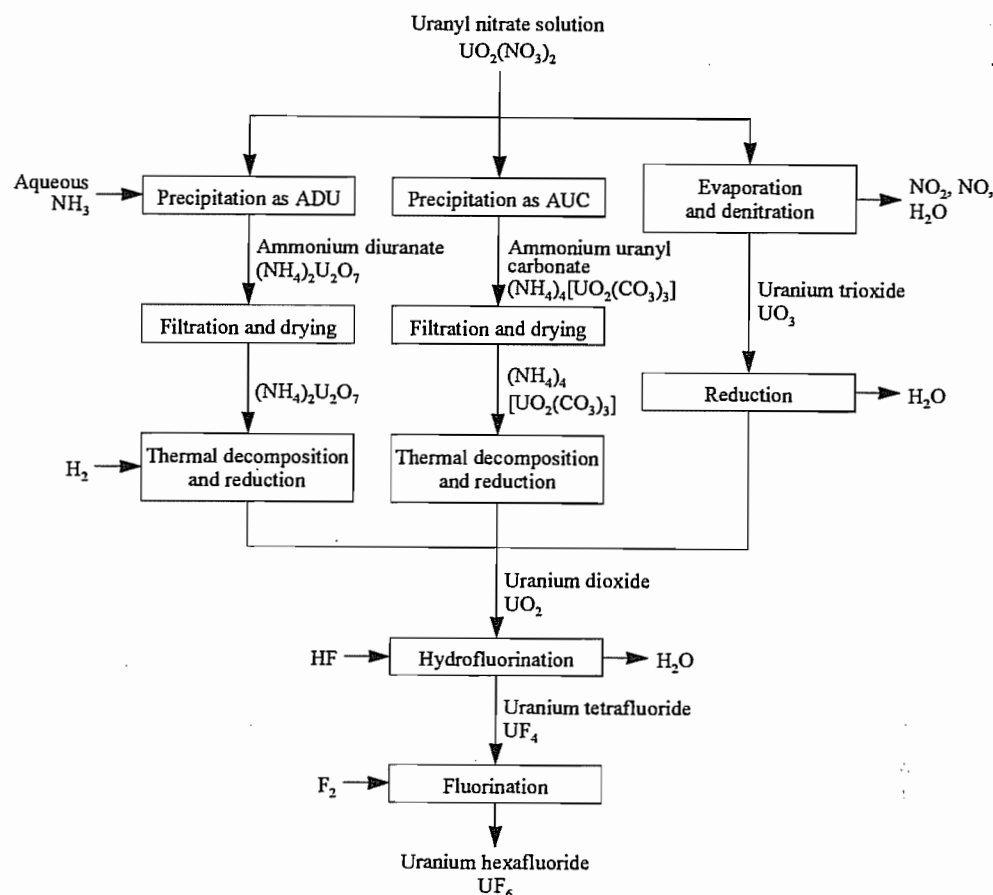 Uranyl nitrate solution
UO₂(NO₃)₂
Aqueous
NH₃
Precipitation as ADU
Precipitation as AUC
Evaporation
and denitration
NO₂, NO,
H₂O
Ammonium diuranate
(NH₄)₂U₂O₇
Ammonium uranyl
carbonate
(NH₄)₄[UO₂(CO₃)₃]
Uranium trioxide
UO₃
Filtration and drying
Filtration and drying
(NH₄)₂U₂O₇
(NH₄)₄
[UO₂(CO₃)₃]
Reduction
H₂O
H₂
Thermal decomposition
and reduction
Thermal decomposition
and reduction
Uranium dioxide
UO₂
HF
Hydrofluorination
H₂O
Uranium tetrafluoride
UF₄
F₂
Fluorination
Uranium hexafluoride
UF₆